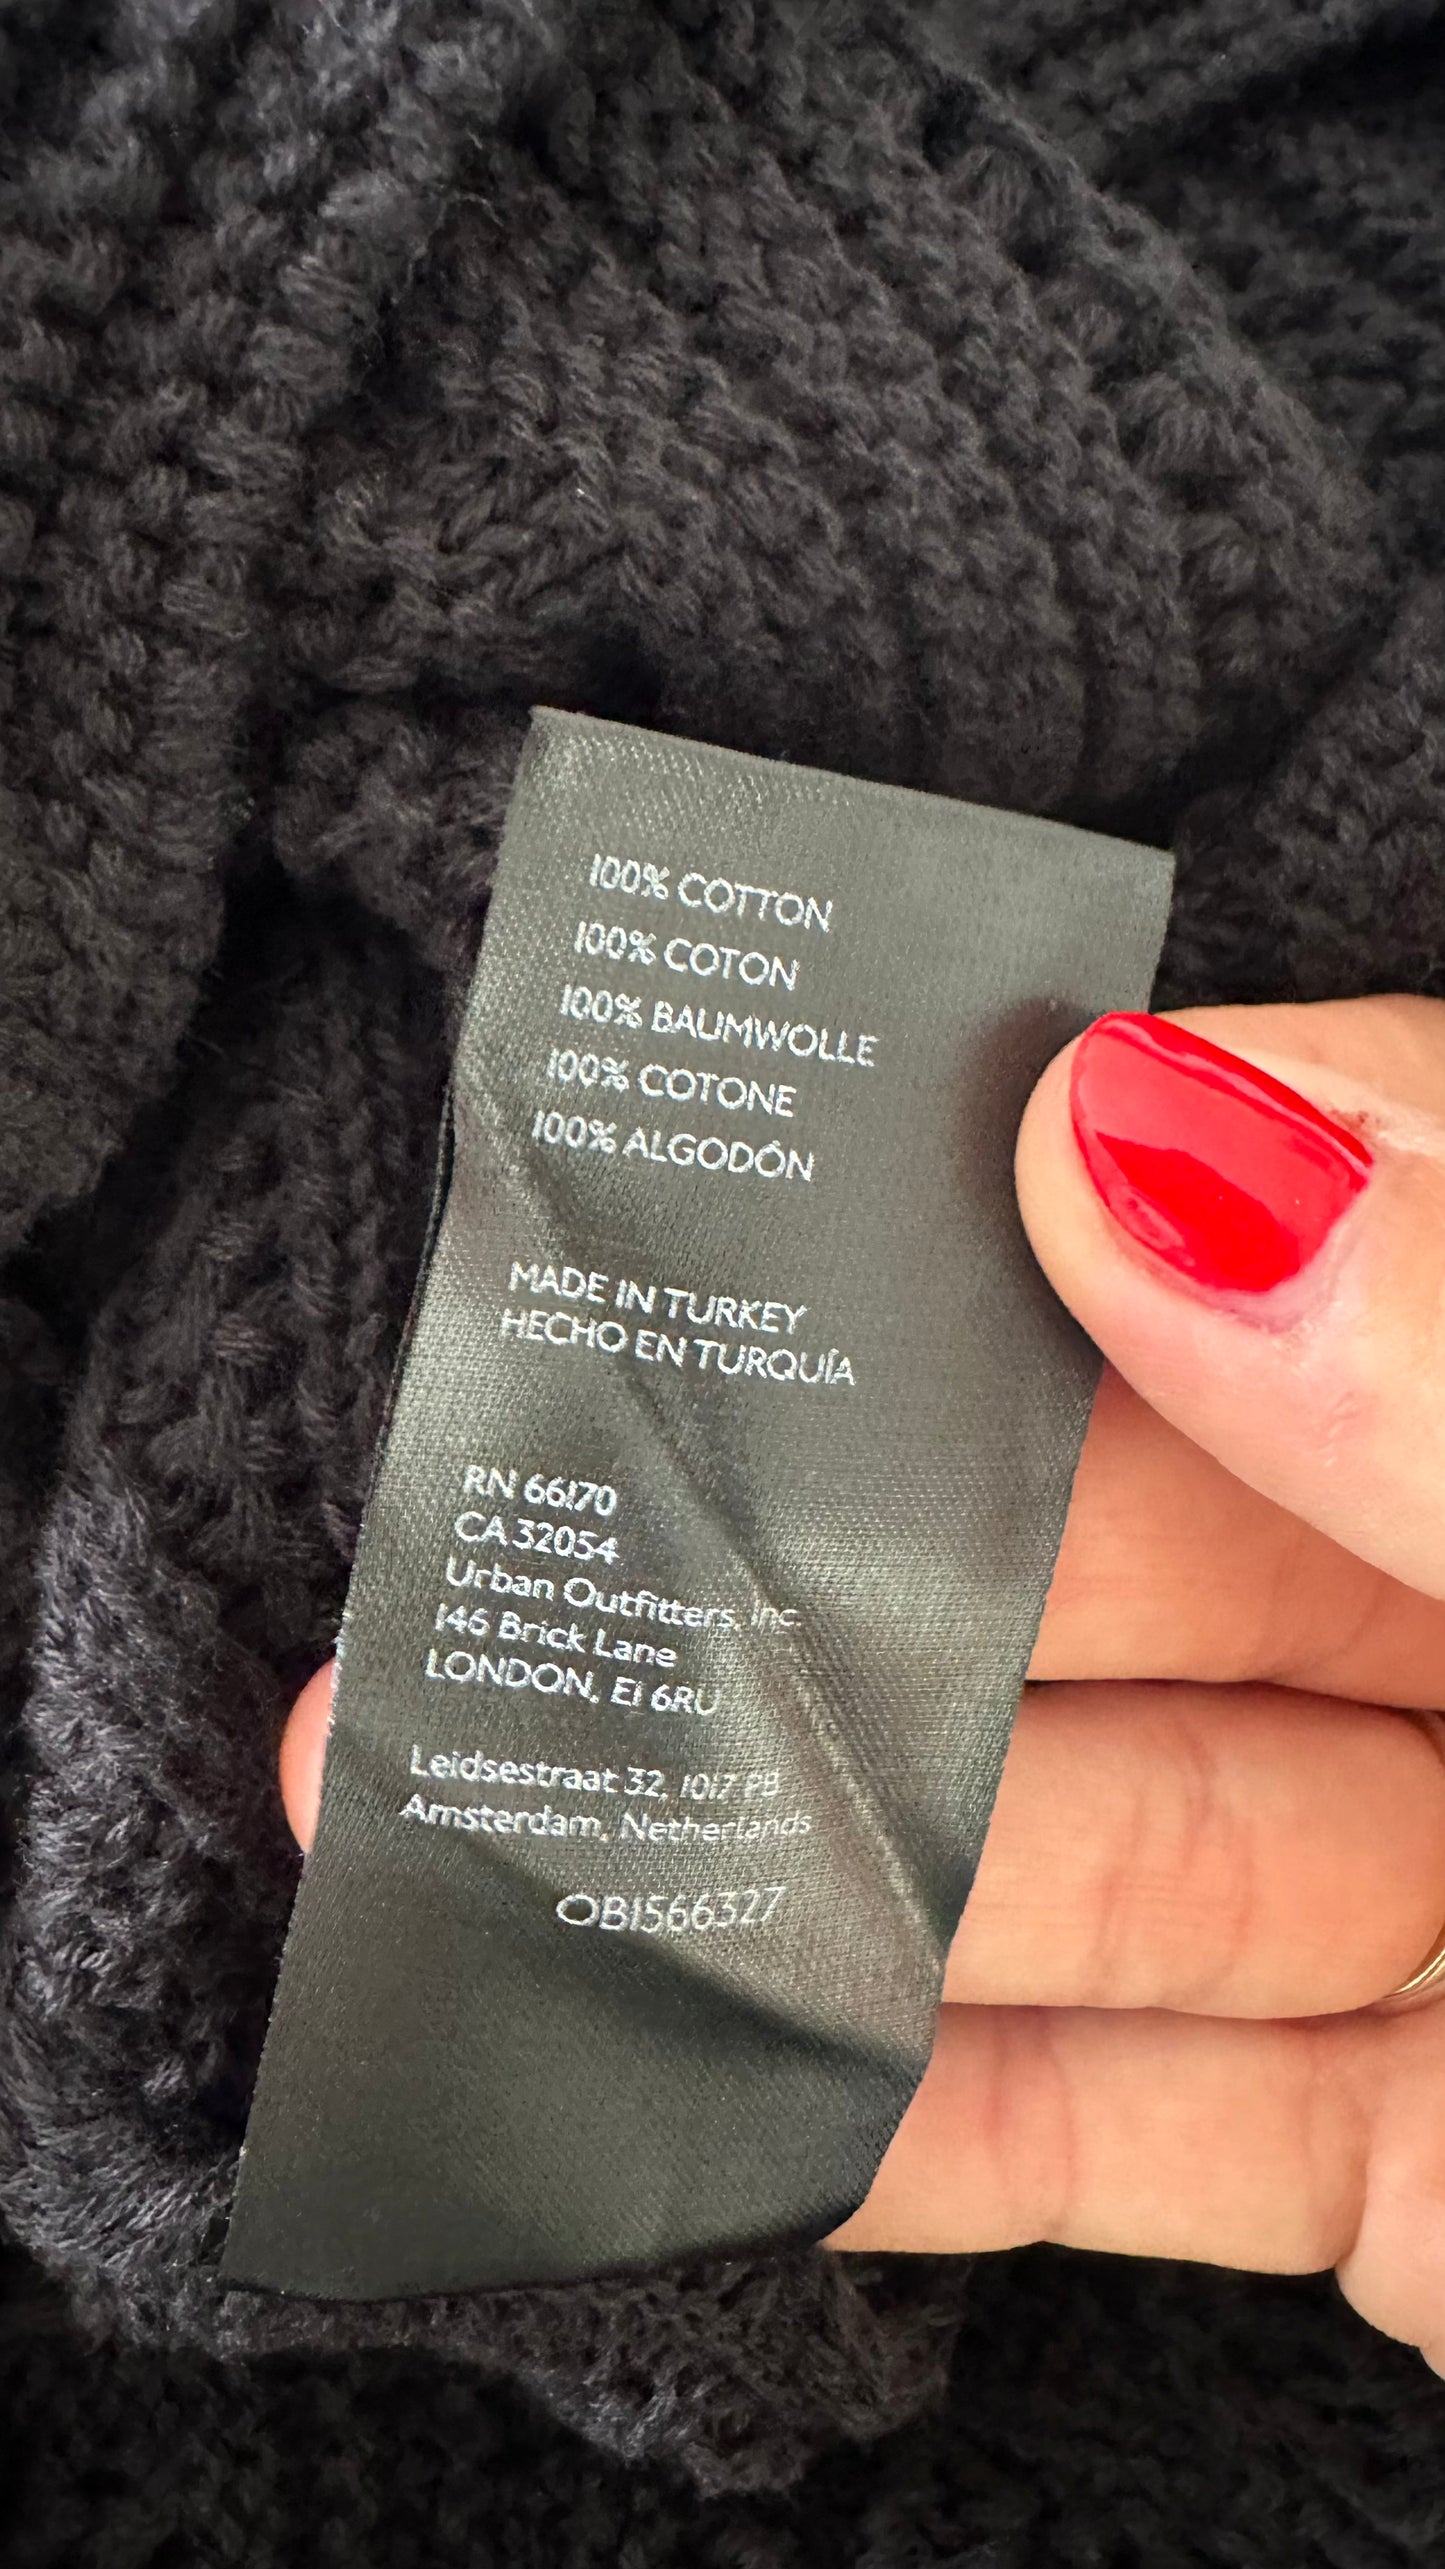 100% COTTON
100% COTON
100% BAUMWOLLE
100% COTONE
100% ALGODÓN
MADE IN TURKEY
HECHO EN TURQUÍA
RN 66170
CA 32054
Urban Outfitters, Inc.
146 Brick Lane
LONDON, E1 6RU
Leidsestraat 32, 1017 PB
Amsterdam, Netherlands
OB1566327